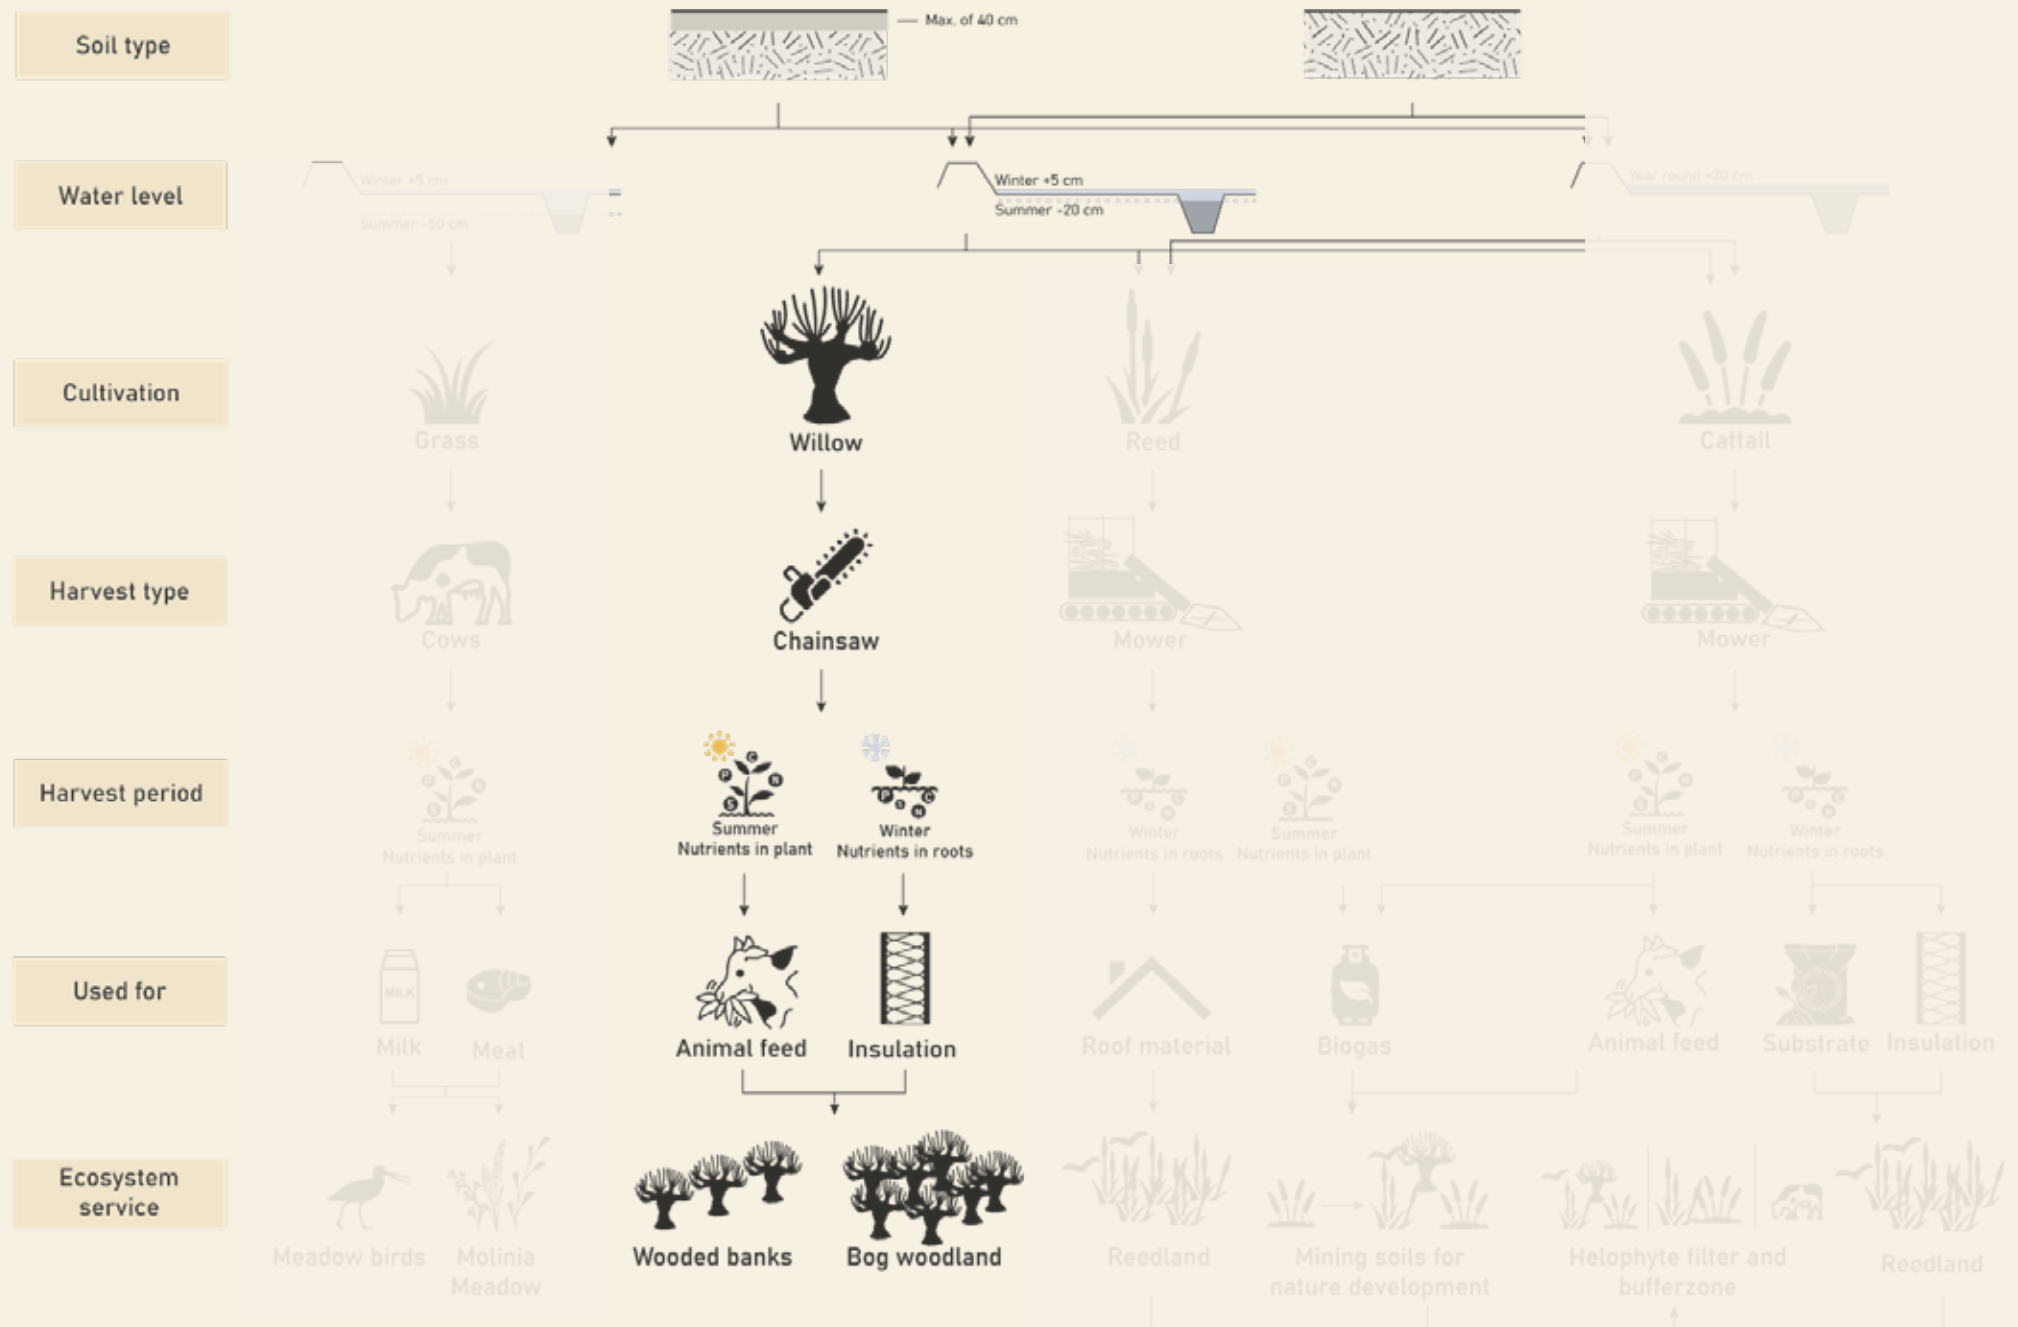 Soil type
Max. of 40 cm
Water level
Winter +5 cm
Summer -50 cm
Winter +5 cm
Summer -20 cm
Year round +20 cm
Cultivation
Grass
Willow
Reed
Cattail
Harvest type
Cows
Chainsaw
Mower
Mower
Harvest period
P
C
N
S
Summer
Nutrients in plant
P
C
N
S
Summer
Nutrients in plant
P
C
N
Winter
Nutrients in roots
Winter
Nutrients in roots
Summer
Nutrients in plant
Summer
Nutrients in plant
Winter
Nutrients in roots
Used for
MILK
Milk
Meat
Animal feed
Insulation
Roof material
Biogas
Animal feed
Substrate
Insulation
Ecosystem
service
Meadow birds
Molinia
Meadow
Wooded banks
Bog woodland
Reedland
Mining soils for
nature development
Helophyte filter and
bufferzone
Reedland